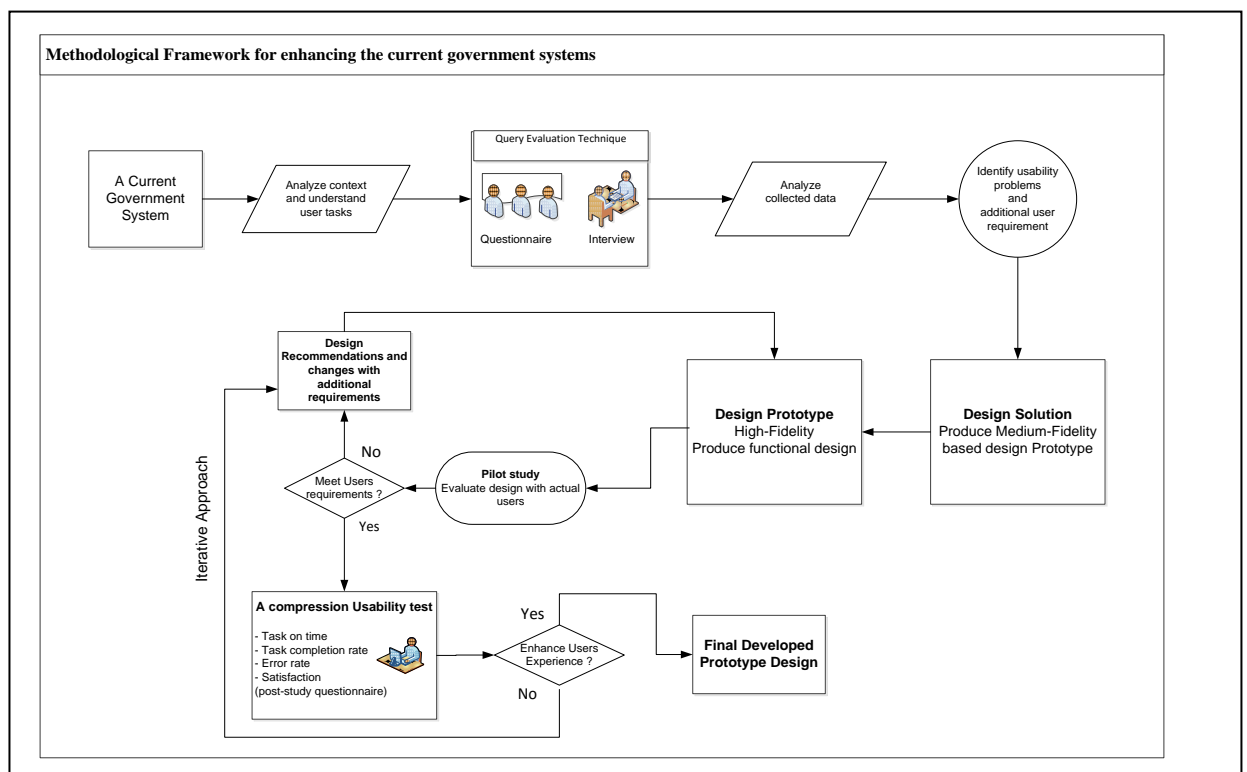 Methodological Framework for enhancing the current government systems
A Current
Government
System
Analyze context
and understand
user tasks
Query Evaluation Technique
Questionnaire
Interview
Analyze
collected data
Identify usability
problems
and
additional user
requirement
Design
Recommendations and
changes with
additional
requirements
Design Prototype
High-Fidelity
Produce functional design
Design Solution
Produce Medium-Fidelity
based design Prototype
No
Meet Users
requirements ?
Pilot study
Evaluate design with actual
users
Yes
Iterative Approach
A compression Usability test
- Task on time
- Task completion rate
- Error rate
- Satisfaction
(post-study questionnaire)
Yes
Enhance Users
Experience ?
No
Final Developed
Prototype Design